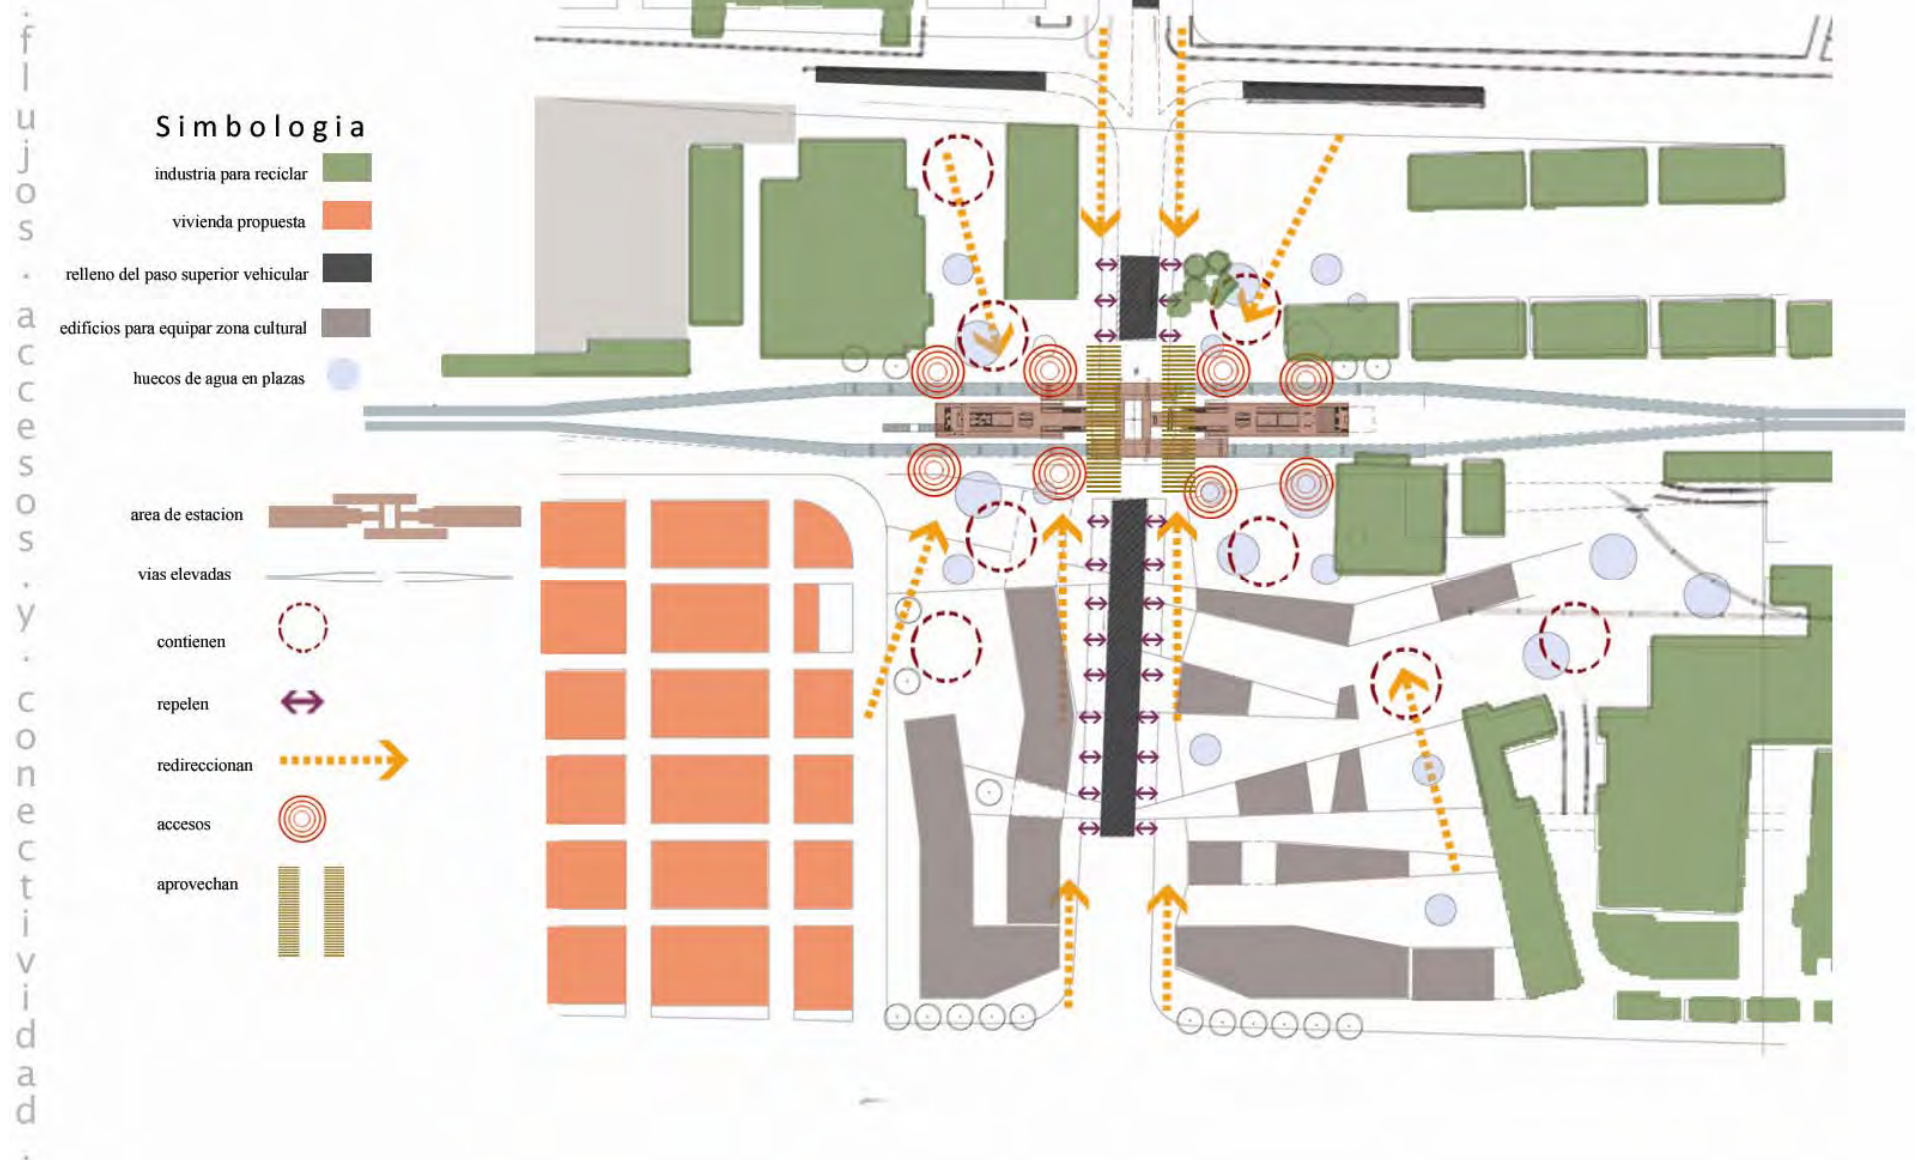 .flujos.accesos.y.conectividad.
Simbologia
industria para reciclar
vivienda propuesta
relleno del paso superior vehicular
edificios para equipar zona cultural
huecos de agua en plazas
area de estacion
vias elevadas
contienen
repelen
redireccionan
accesos
aprovechan